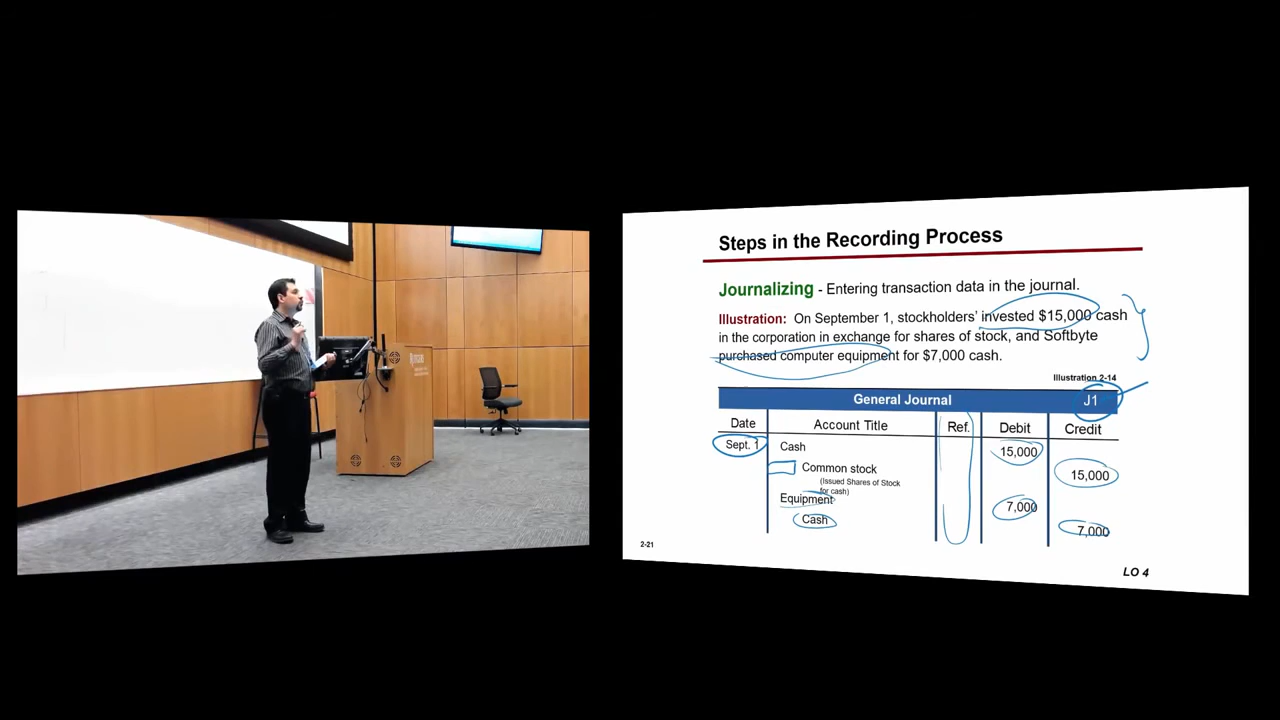 Steps in the Recording Process
Journalizing - Entering transaction data in the journal.
Illustration: On September 1, stockholders' invested $15,000 cash
in the corporation in exchange for shares of stock, and Softbyte
purchased computer equipment for $7,000 cash.
Illustration 2-14
General Journal J1
Date Account Title Ref. Debit Credit
Sept. 1 Cash 15,000
Common stock 15,000
(Issued Shares of Stock
for cash)
Equipment 7,000
Cash 7,000
2-21
LO 4